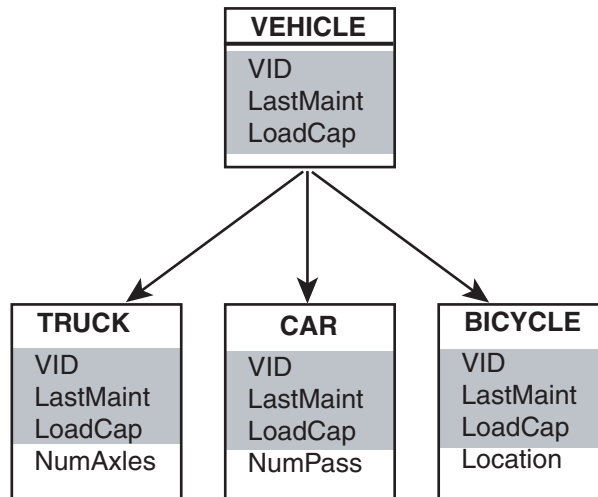 VEHICLE
VID
LastMaint
LoadCap
TRUCK
VID
LastMaint
LoadCap
NumAxles
CAR
VID
LastMaint
LoadCap
NumPass
BICYCLE
VID
LastMaint
LoadCap
Location